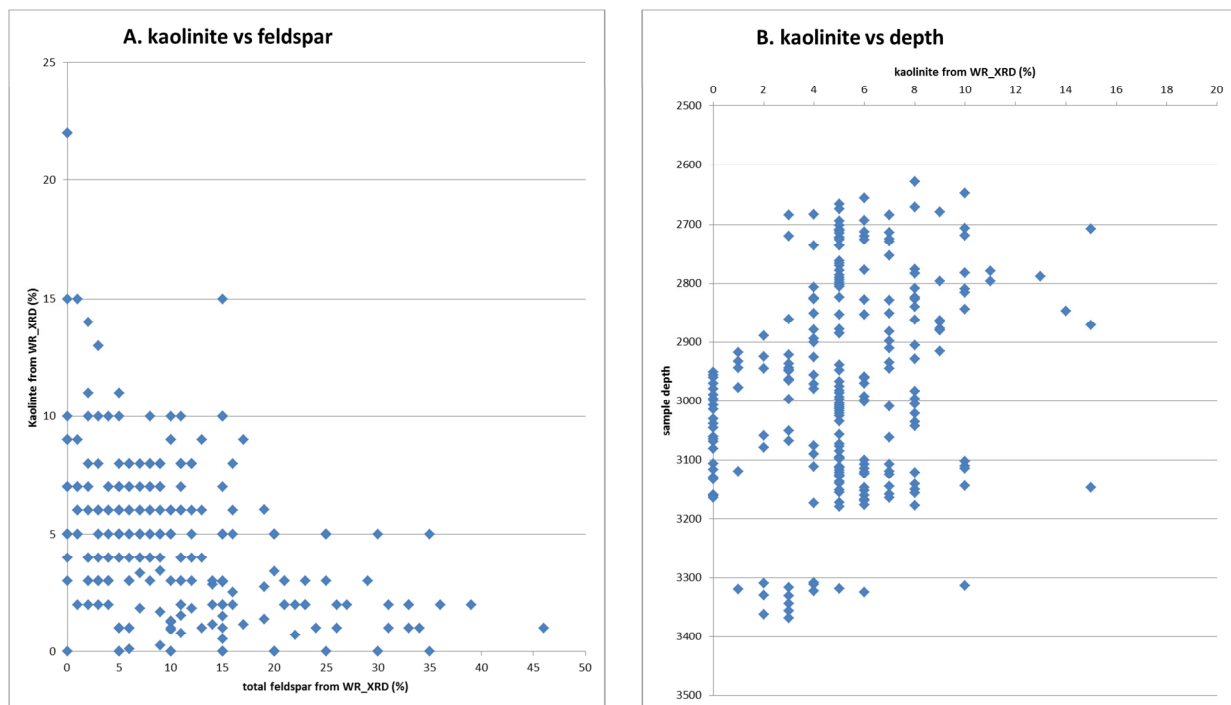 A. kaolinite vs feldspar
25
20
15
10
5
0
Kaolinte from WR_XRD (%)
0 5 10 15 20 25 30 35 40 45 50
total feldspar from WR_XRD (%)
B. kaolinite vs depth
kaolinite from WR_XRD (%)
0 2 4 6 8 10 12 14 16 18 20
2500
2600
2700
2800
2900
3000
3100
3200
3300
3400
3500
sample depth